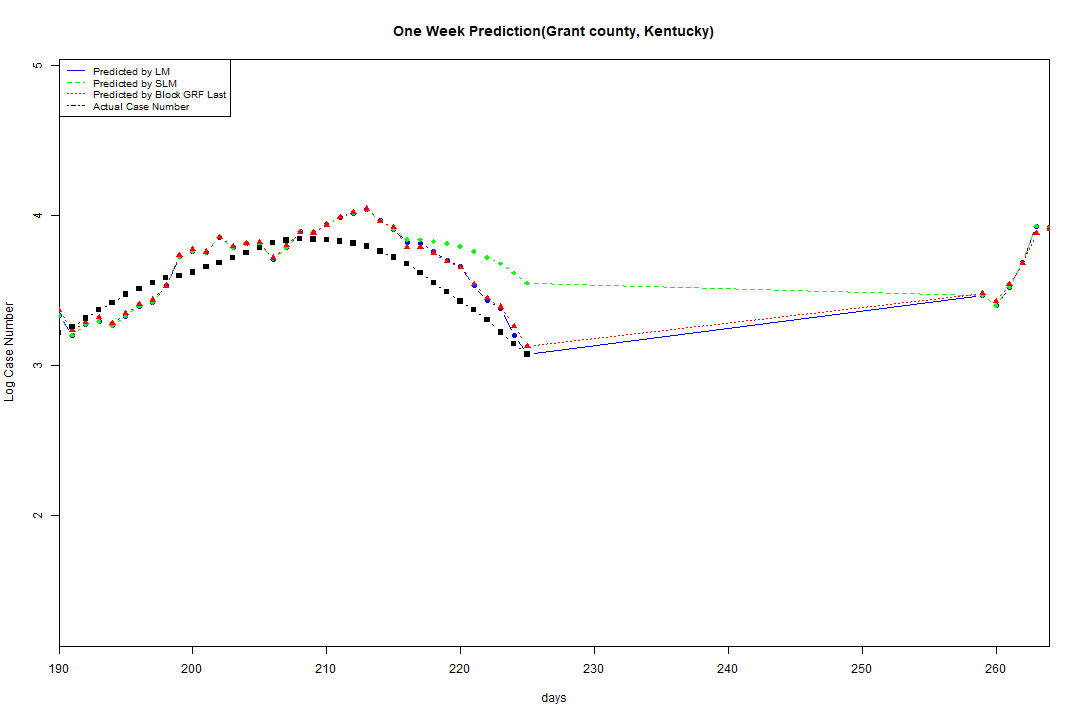 One Week Prediction(Grant county, Kentucky)
Predicted by LM
Predicted by SLM
Predicted by Block GRF Last
Actual Case Number
5
4
3
2
Log Case Number
190 200 210 220 230 240 250 260
days